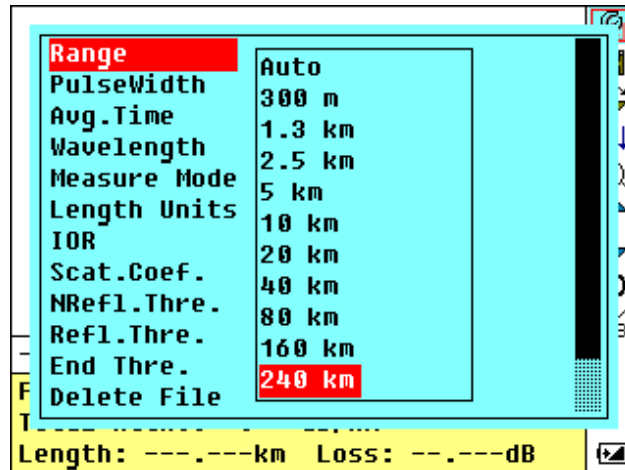 Range
PulseWidth
Avg.Time
Wavelength
Measure Mode
Length Units
IOR
Scat.Coef.
NRefl.Thre.
Refl.Thre.
End Thre.
Delete File
Auto
300 m
1.3 km
2.5 km
5 km
10 km
20 km
40 km
80 km
160 km
240 km
Length: ---.---km Loss: --.---dB